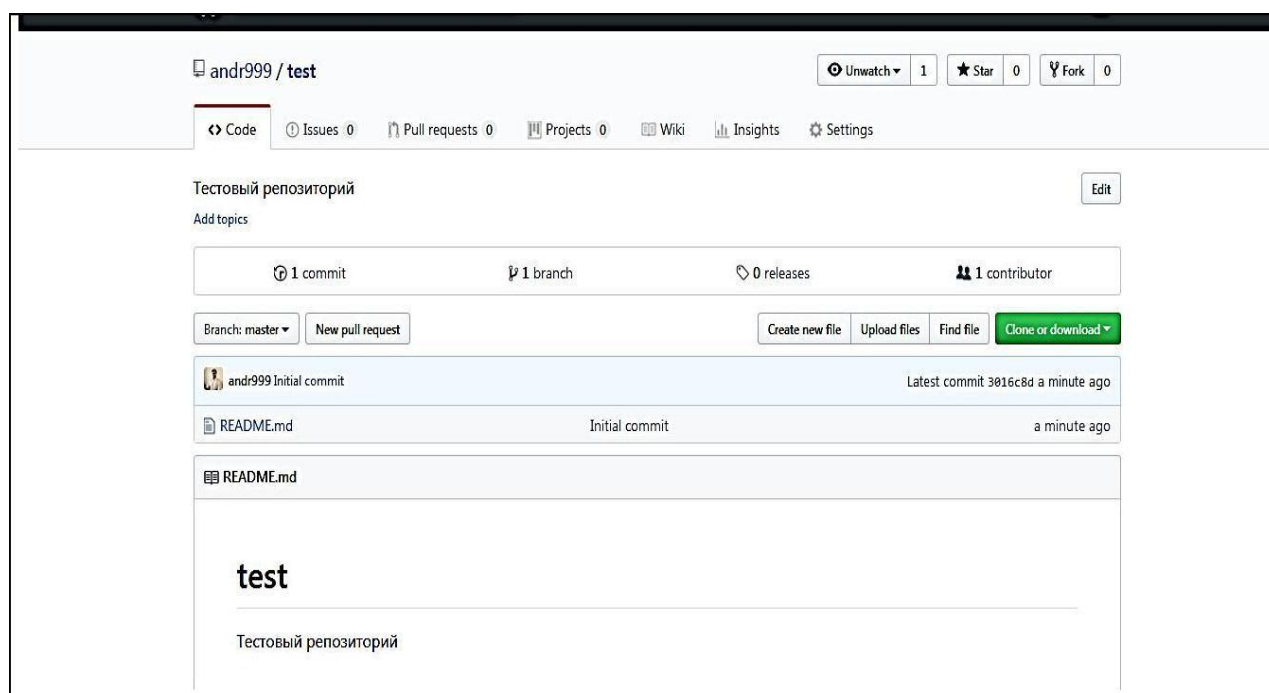 andr999 / test Unwatch 1 Star 0 Fork 0
Code Issues 0 Pull requests 0 Projects 0 Wiki Insights Settings
Тестовый репозиторий Edit
Add topics
1 commit 1 branch 0 releases 1 contributor
Branch: master New pull request Create new file Upload files Find file Clone or download
andr999 Initial commit Latest commit 3016c8d a minute ago
README.md Initial commit a minute ago
README.md
test
Тестовый репозиторий